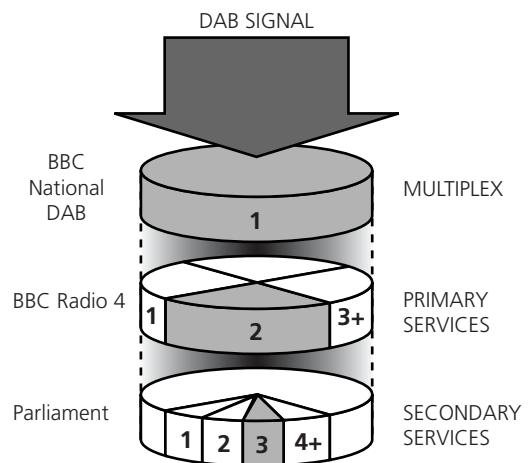 DAB SIGNAL
BBC
National
DAB
MULTIPLEX
1
BBC Radio 4
1
2
3+
PRIMARY
SERVICES
Parliament
1
2
3
4+
SECONDARY
SERVICES